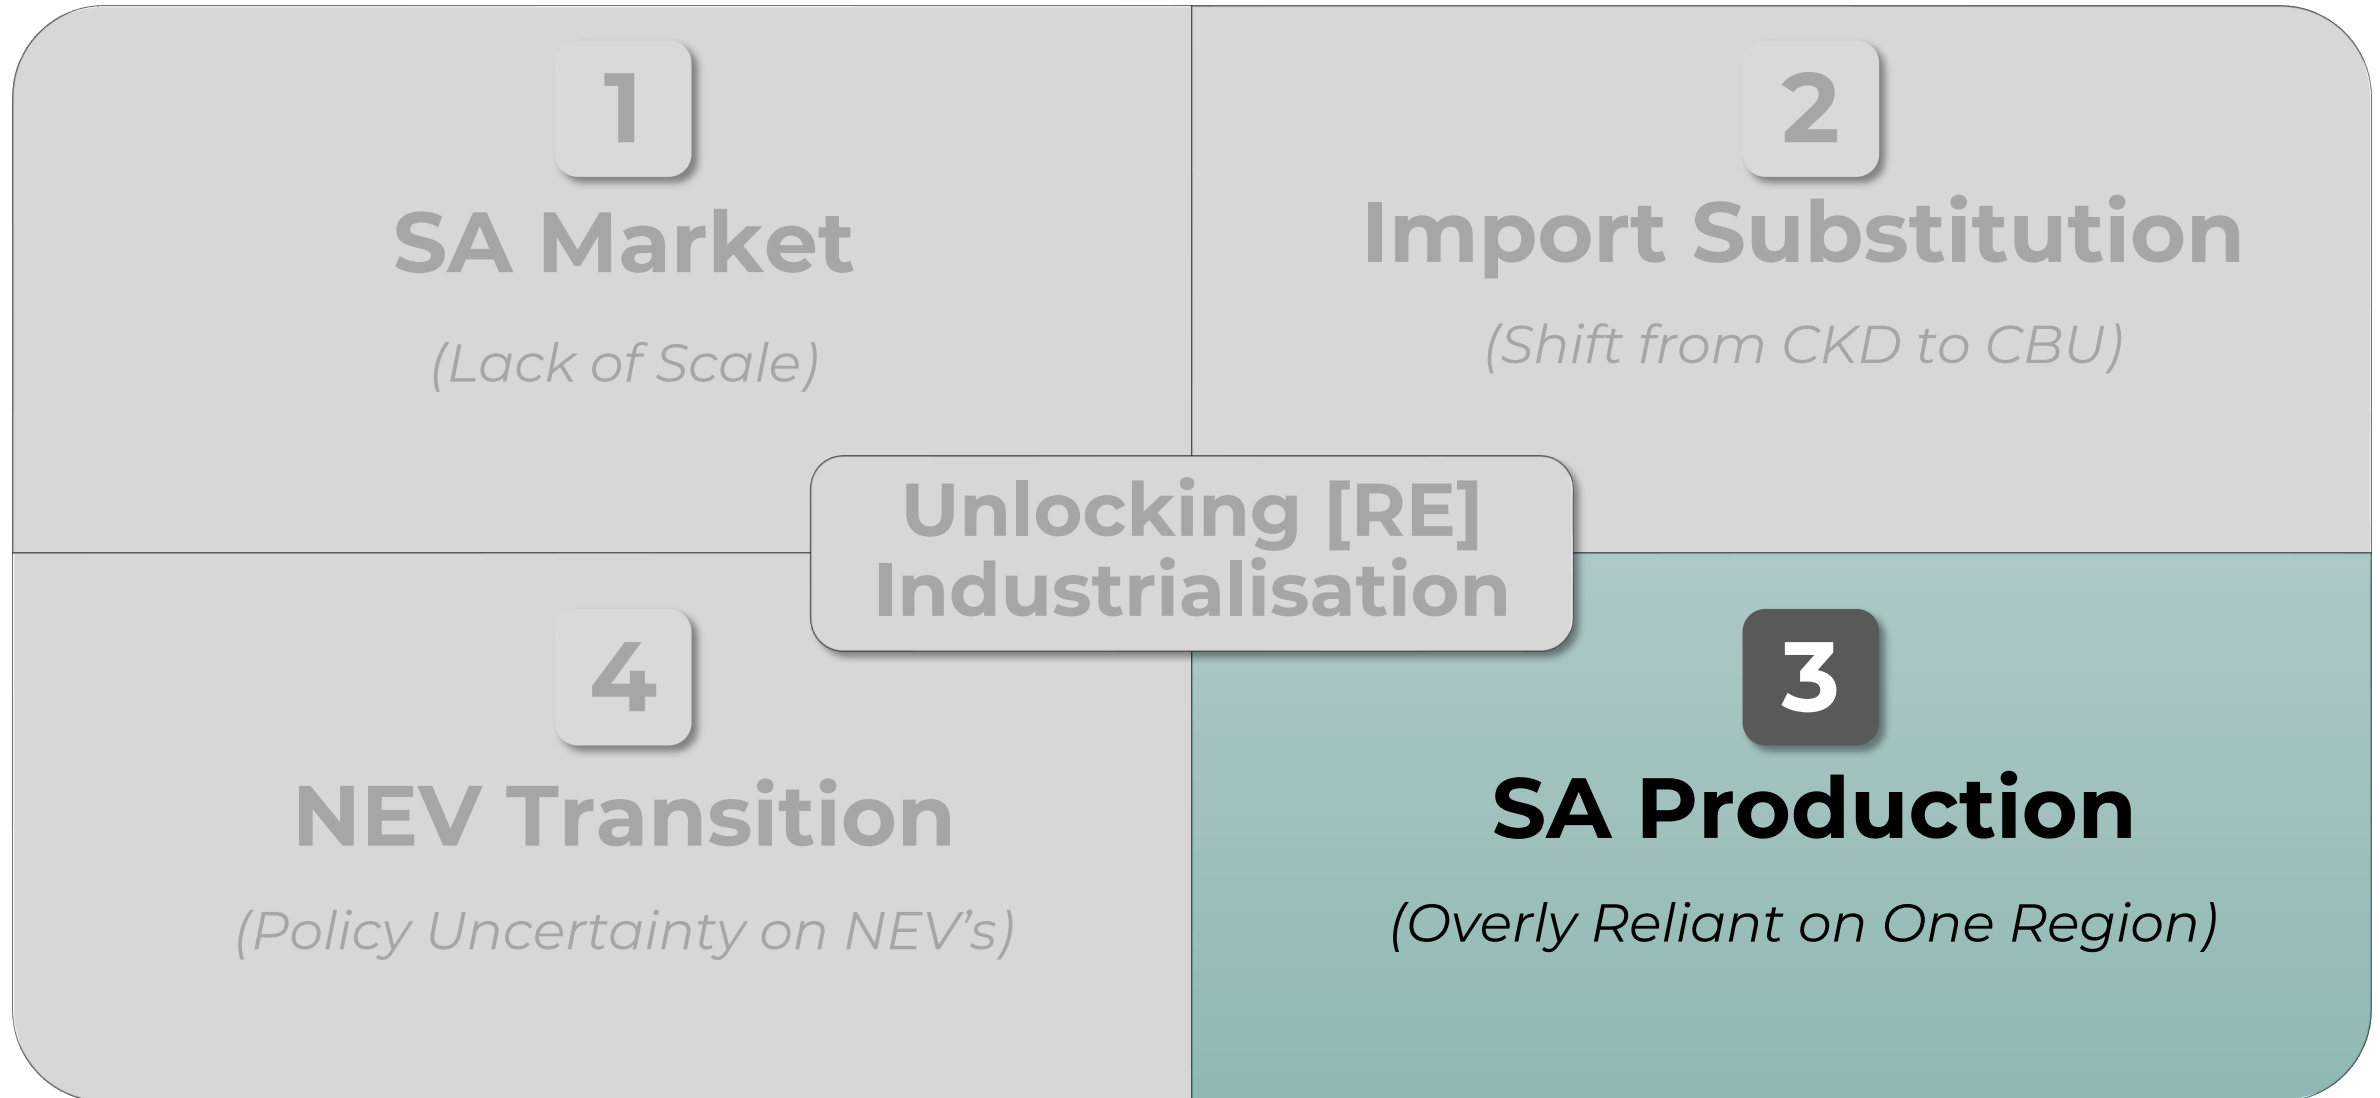 1
SA Market
(Lack of Scale)
2
Import Substitution
(Shift from CKD to CBU)
Unlocking [RE]
Industrialisation
4
NEV Transition
(Policy Uncertainty on NEV’s)
3
SA Production
(Overly Reliant on One Region)